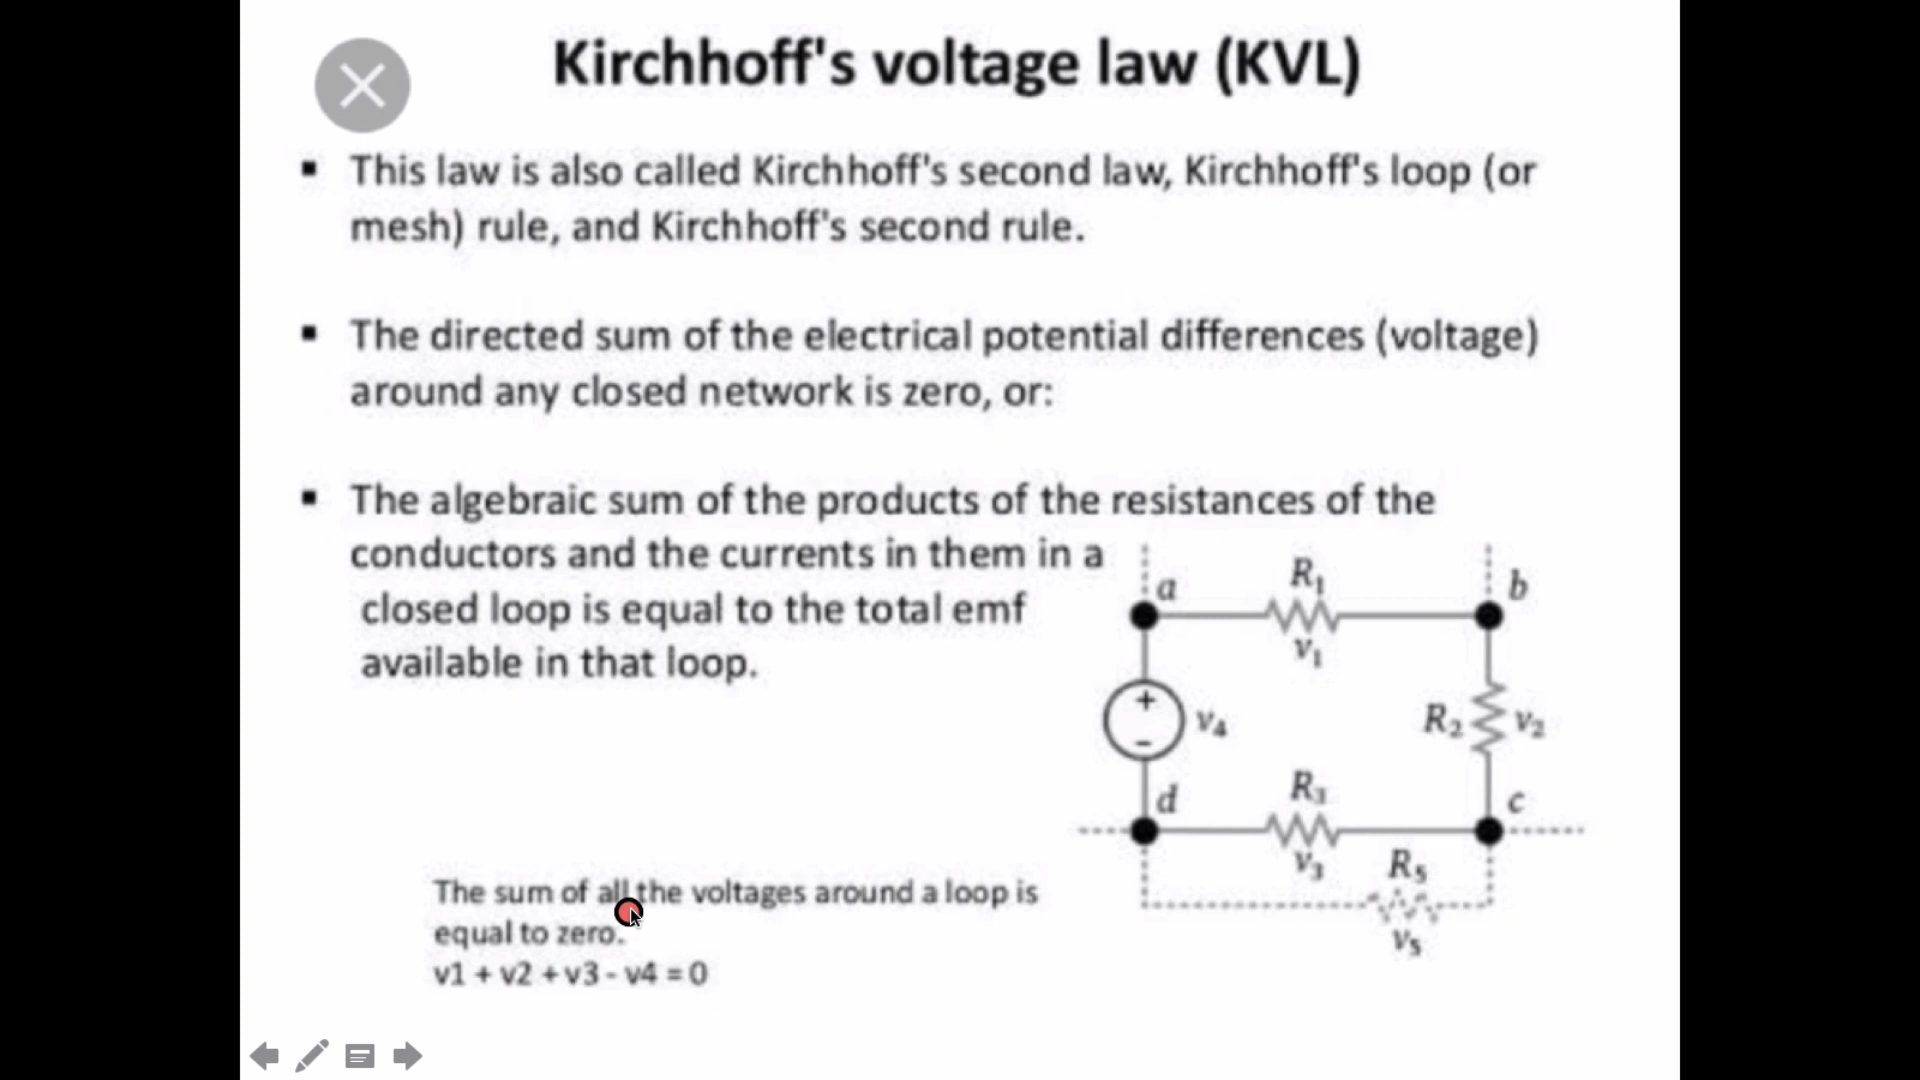 Kirchhoff's voltage law (KVL)
▪ This law is also called Kirchhoff's second law, Kirchhoff's loop (or
mesh) rule, and Kirchhoff's second rule.
▪ The directed sum of the electrical potential differences (voltage)
around any closed network is zero, or:
▪ The algebraic sum of the products of the resistances of the
conductors and the currents in them in a
closed loop is equal to the total emf
available in that loop.
a
R₁
b
v₁
+
-
v₄
R₂
v₂
d
R₃
c
v₃
R₅
v₅
The sum of all the voltages around a loop is
equal to zero.
v1 + v2 + v3 - v4 = 0